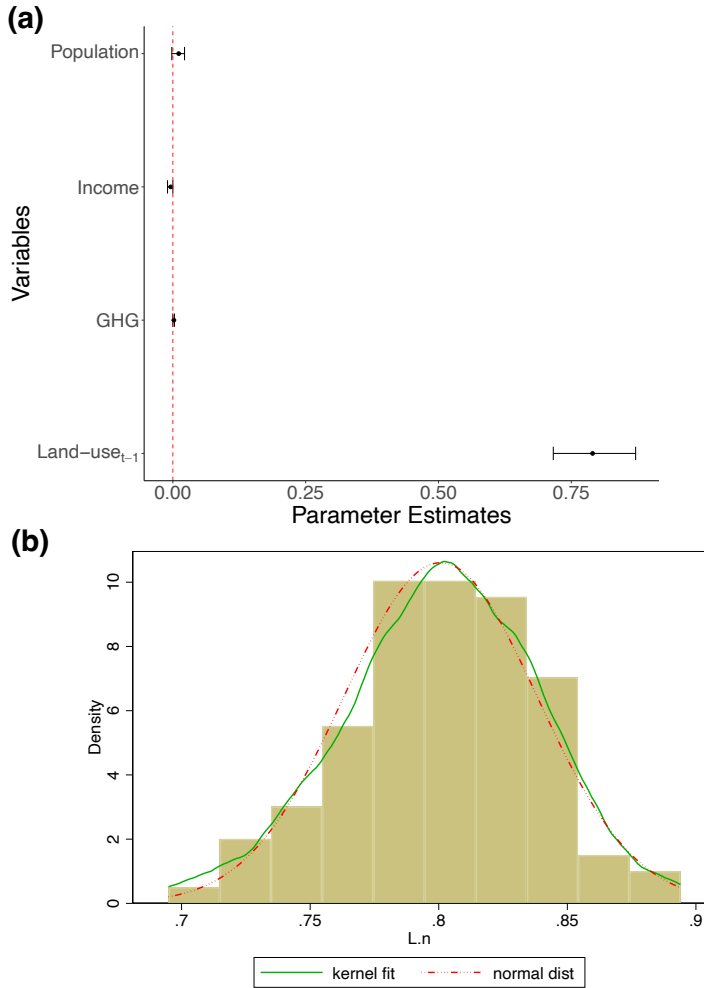 (a)
Population
Income
GHG
Land−use t−1
Variables
0.00 0.25 0.50 0.75
Parameter Estimates
(b)
10
8
6
4
2
0
Density
.7 .75 .8 .85 .9
L.n
kernel fit normal dist